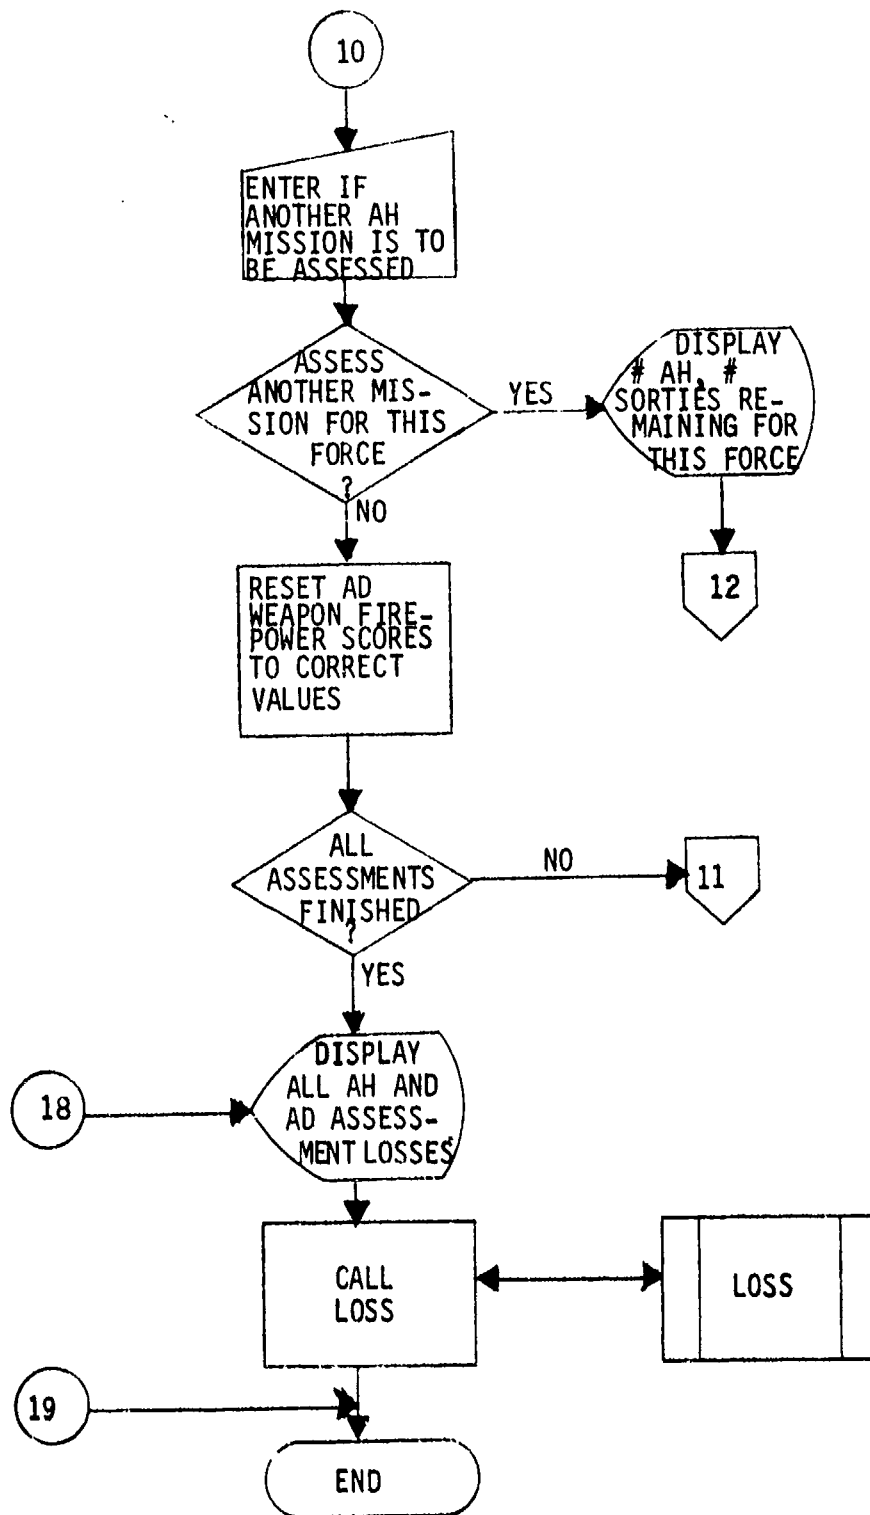 10
ENTER IF
ANOTHER AH
MISSION IS TO
BE ASSESSED
ASSESS
ANOTHER MIS-
SION FOR THIS
FORCE
?
YES
DISPLAY
# AH, #
SORTIES RE-
MAINING FOR
THIS FORCE
NO
12
RESET AD
WEAPON FIRE-
POWER SCORES
TO CORRECT
VALUES
ALL
ASSESSMENTS
FINISHED
?
NO
11
YES
DISPLAY
ALL AH AND
AD ASSESS-
MENT LOSSES
18
CALL
LOSS
LOSS
19
END